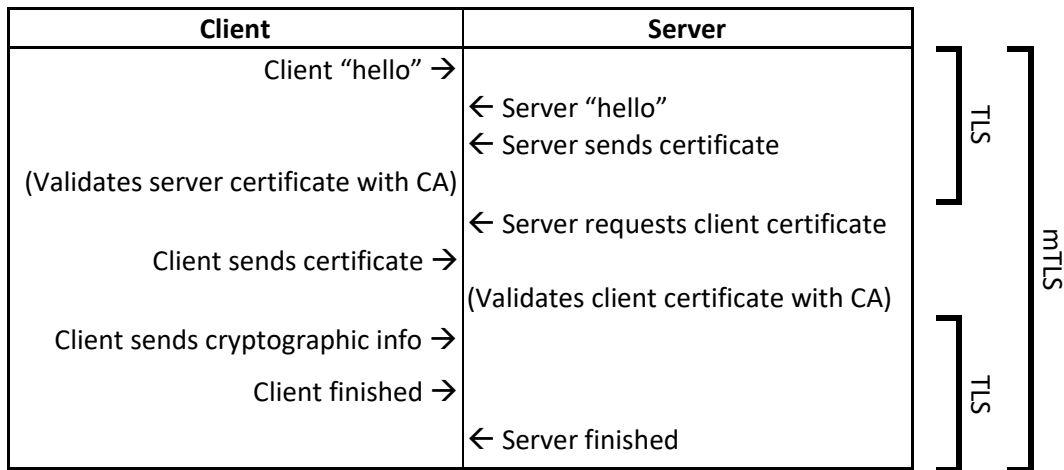 Client Server
Client “hello” →
← Server “hello”
← Server sends certificate
(Validates server certificate with CA)
← Server requests client certificate
Client sends certificate →
(Validates client certificate with CA)
Client sends cryptographic info →
Client finished →
← Server finished
TLS
TLS
mTLS